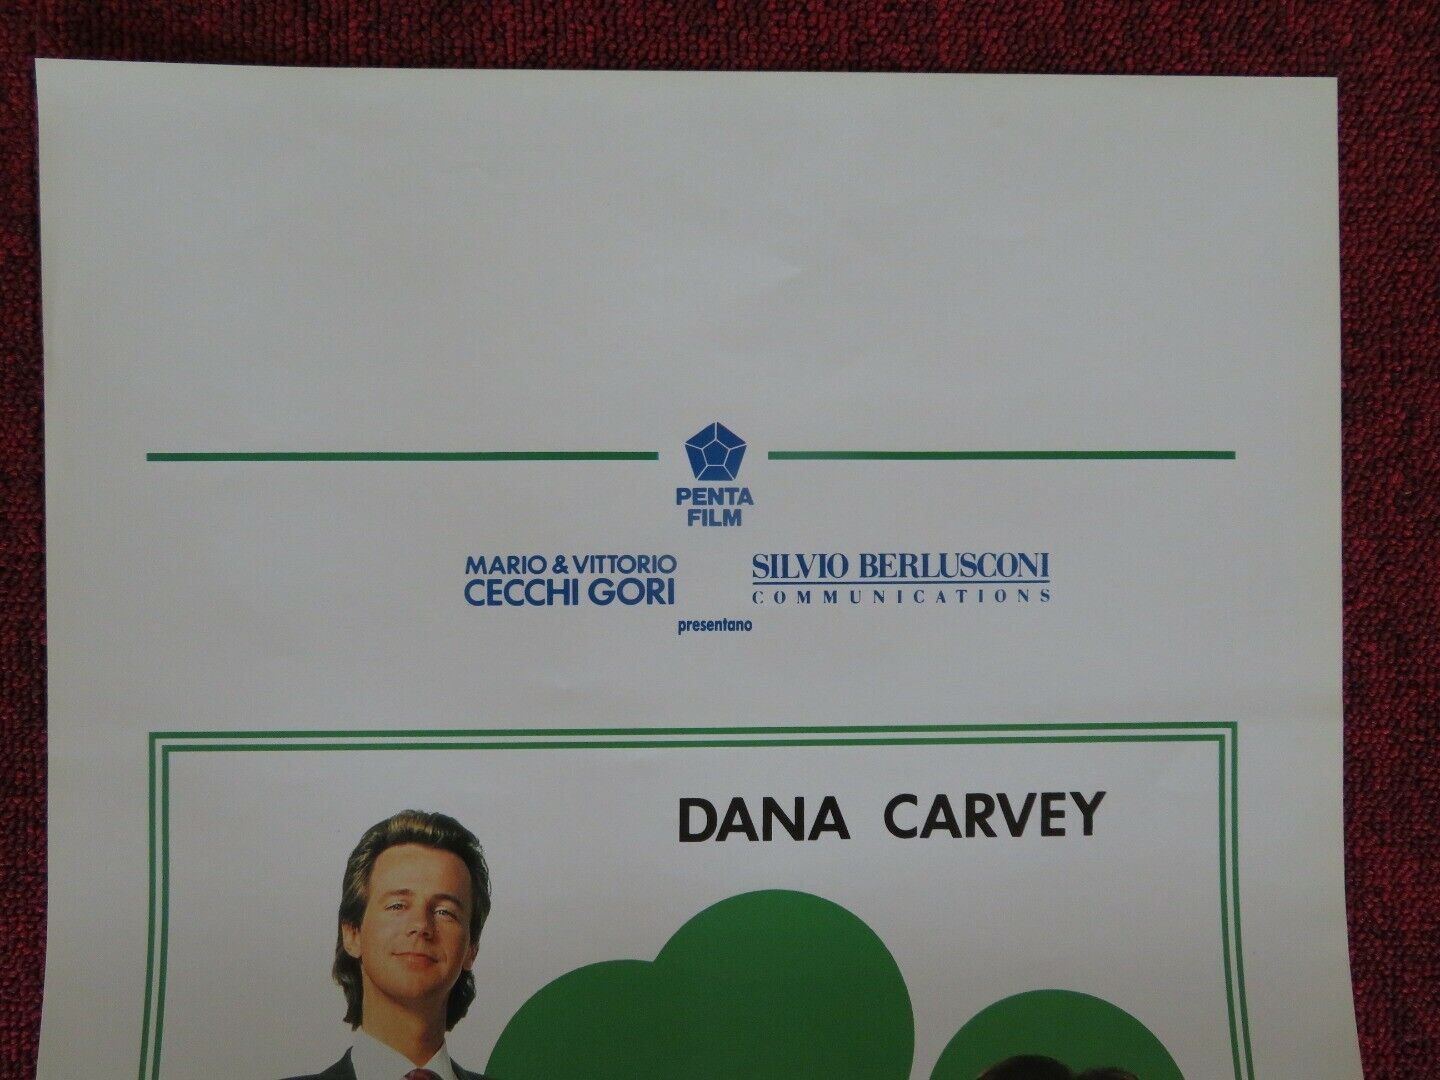 PENTA
FILM
MARIO & VITTORIO
CECCHI GORI
SILVIO BERLUSCONI
COMMUNICATIONS
presentano
DANA CARVEY